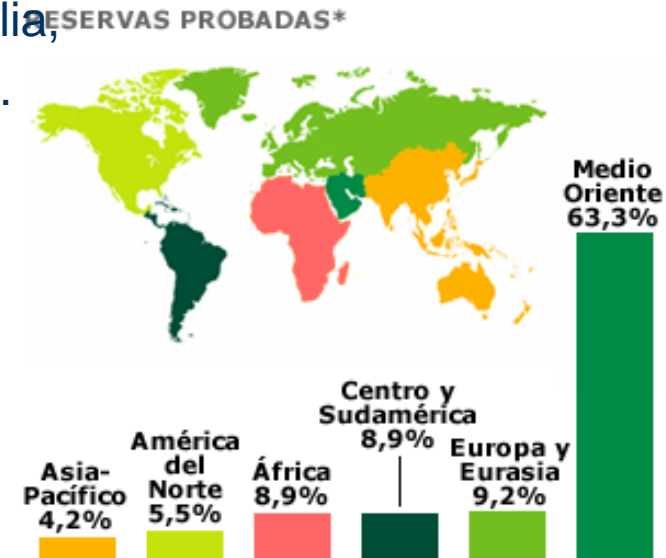 lia,
RESERVAS PROBADAS*
.
Medio
Oriente
63,3%
Centro y
Sudamérica
8,9%
Europa y
Eurasia
9,2%
América
del
Norte
5,5%
África
8,9%
Asia-
Pacífico
4,2%